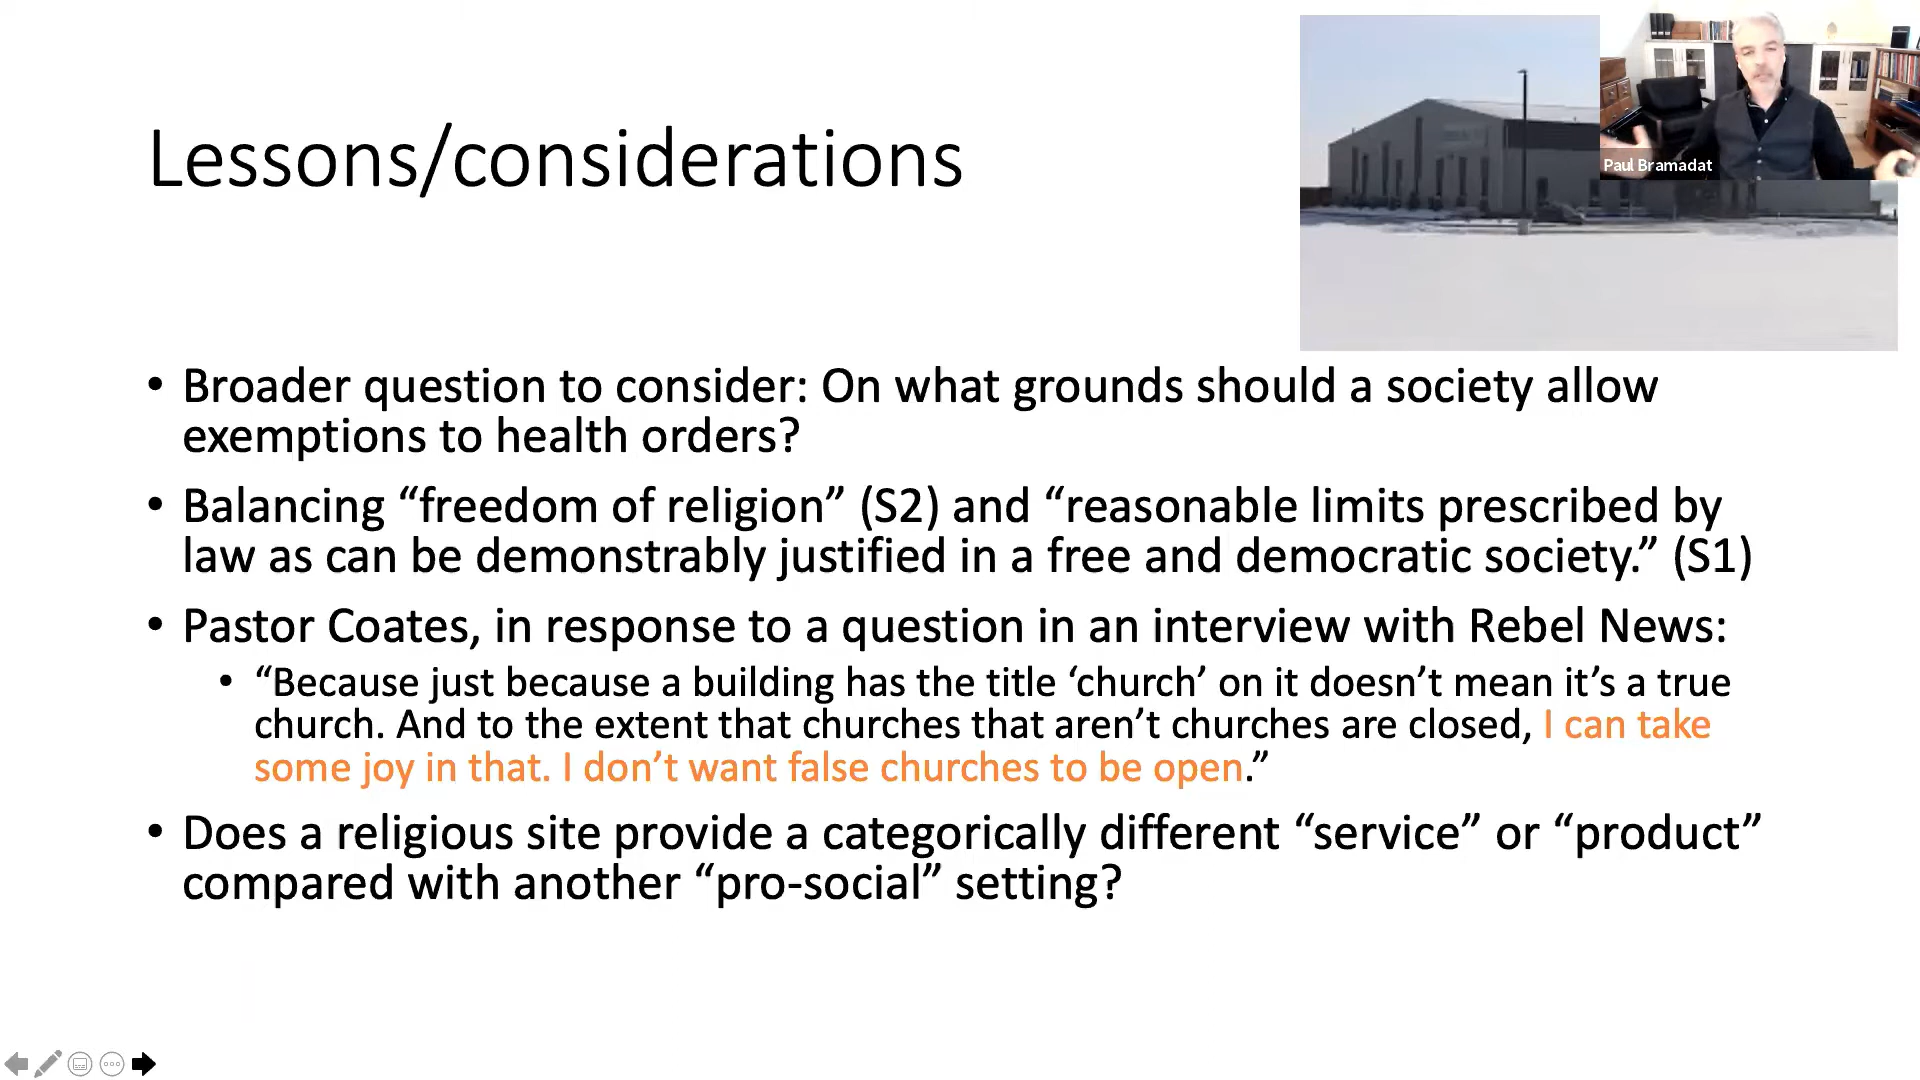 Lessons/considerations
Paul Bramadat
• Broader question to consider: On what grounds should a society allow
exemptions to health orders?
• Balancing “freedom of religion” (S2) and “reasonable limits prescribed by
law as can be demonstrably justified in a free and democratic society.” (S1)
• Pastor Coates, in response to a question in an interview with Rebel News:
• “Because just because a building has the title ‘church’ on it doesn’t mean it’s a true
church. And to the extent that churches that aren’t churches are closed, I can take
some joy in that. I don’t want false churches to be open.”
• Does a religious site provide a categorically different “service” or “product”
compared with another “pro-social” setting?